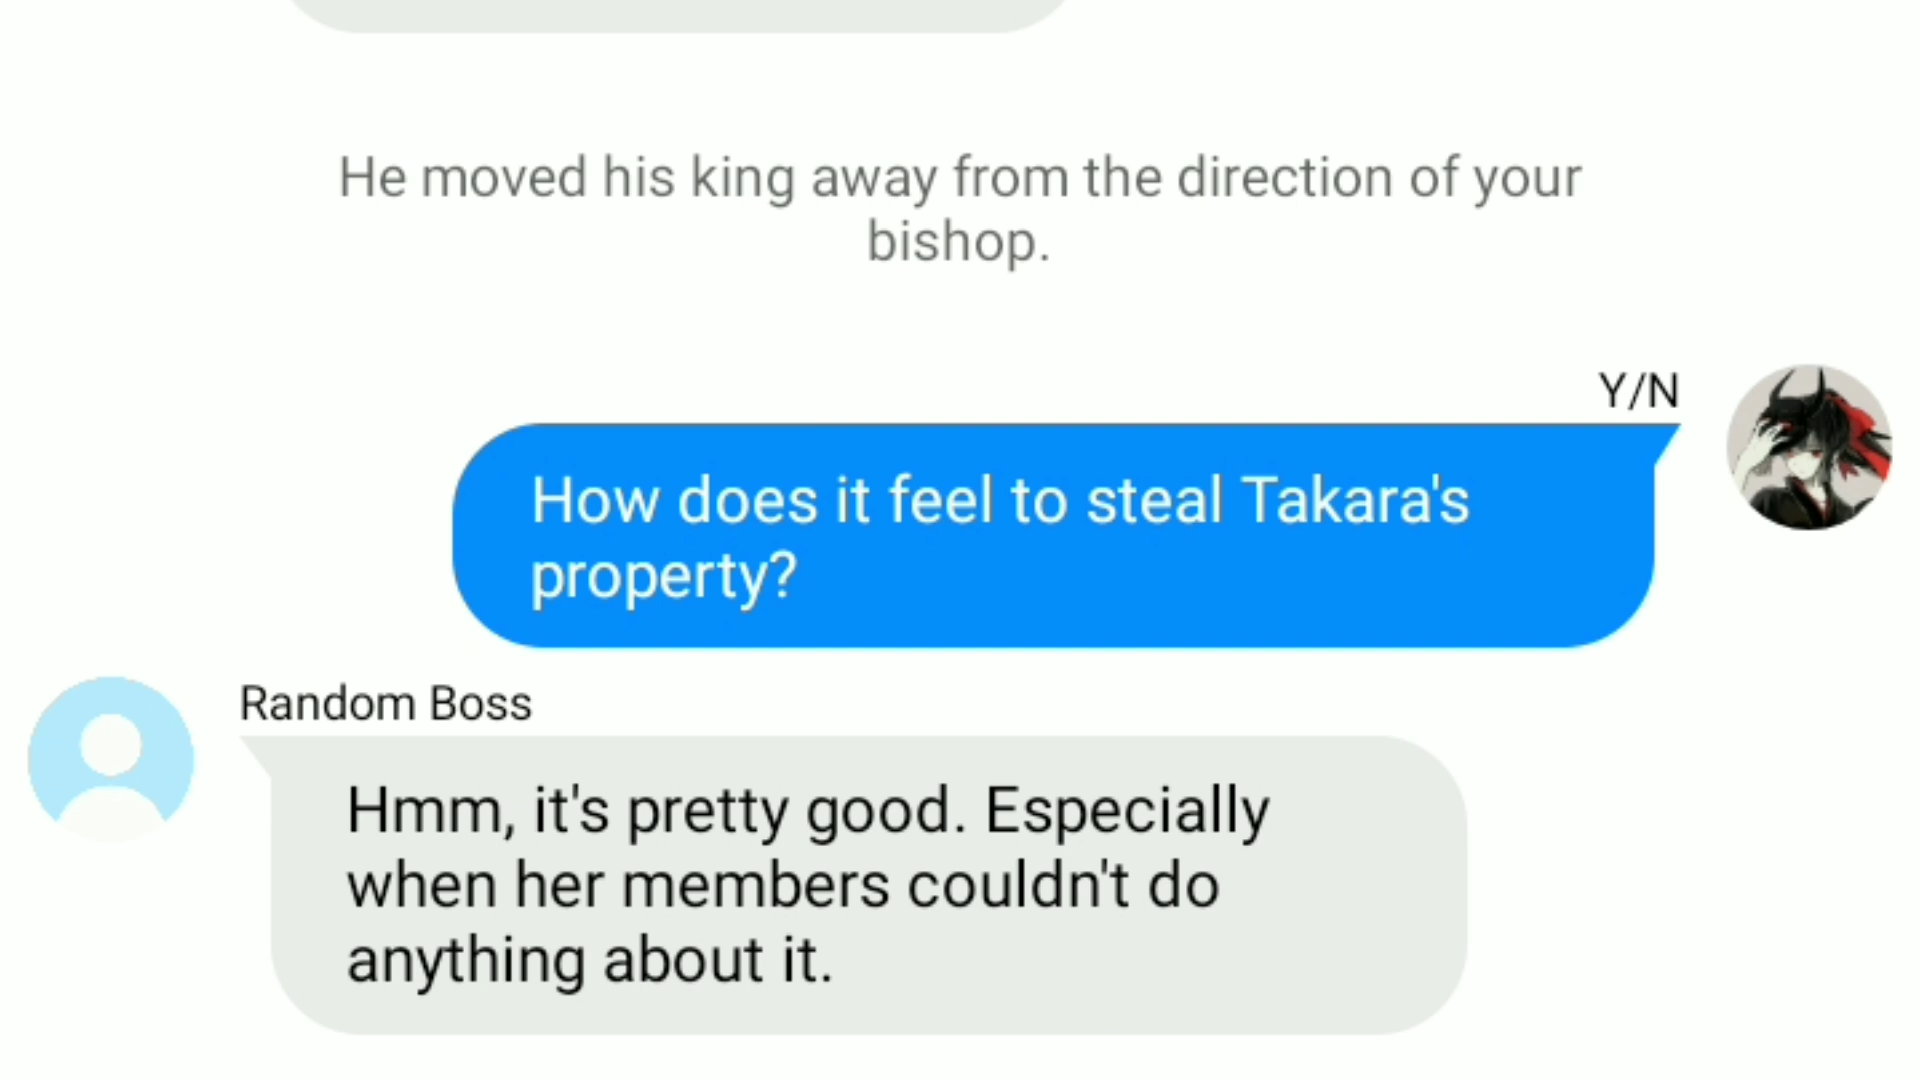 He moved his king away from the direction of your
bishop.
Y/N
How does it feel to steal Takara's
property?
Random Boss
Hmm, it's pretty good. Especially
when her members couldn't do
anything about it.